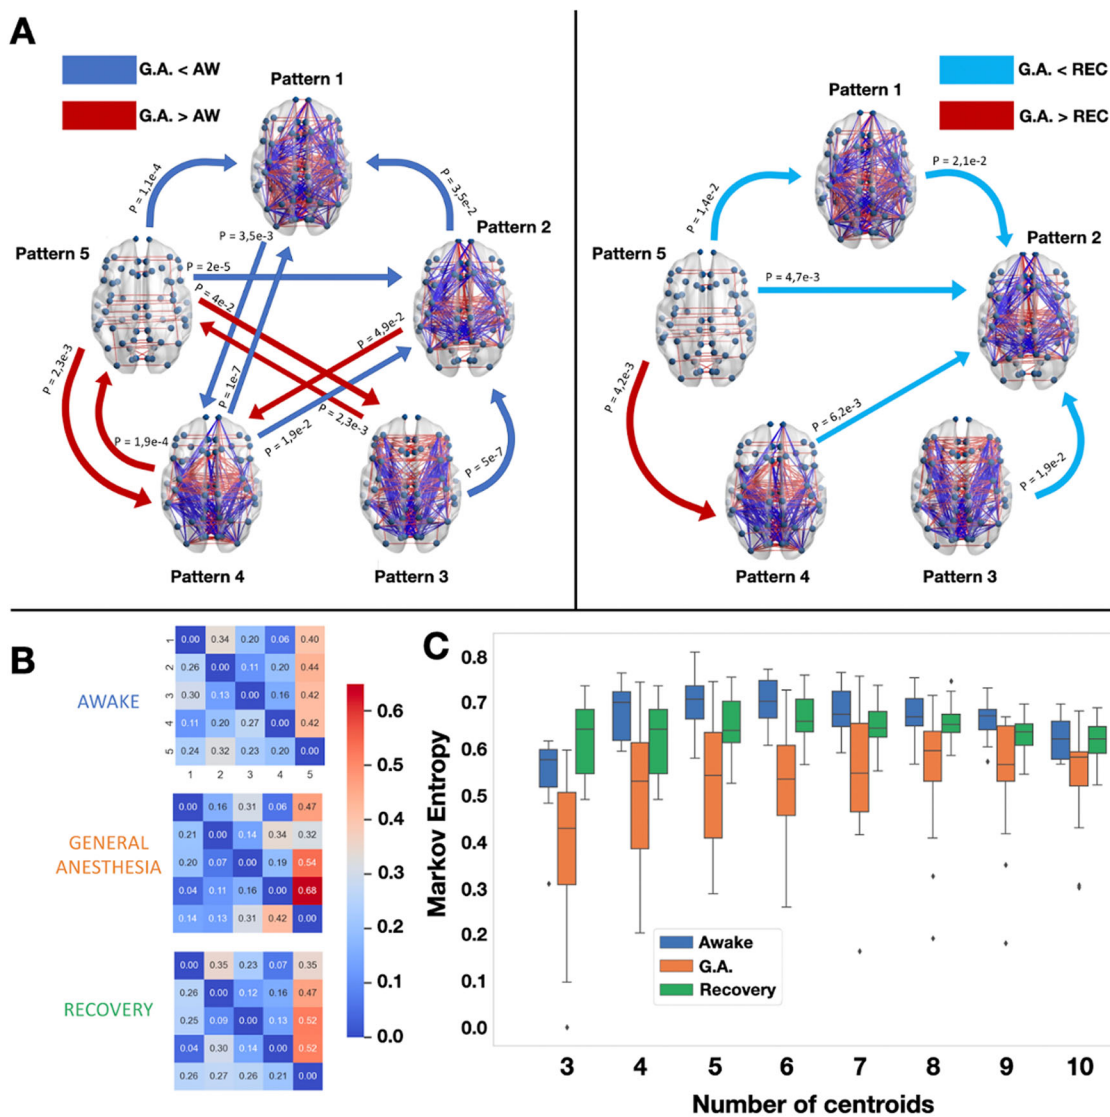 A
G.A. < AW
G.A. > AW
Pattern 1
Pattern 2
Pattern 5
Pattern 4
Pattern 3
P = 1,1e-4
P = 3,5e-2
P = 3,5e-3
P = 2e-5
P = 4e-2
P = 4,9e-2
P = 2,3e-3
P = 1e-7
P = 2,3e-3
P = 1,9e-4
P = 1,9e-2
P = 5e-7
G.A. < REC
G.A. > REC
Pattern 1
Pattern 2
Pattern 5
Pattern 4
Pattern 3
P = 1,4e-2
P = 2,1e-2
P = 4,7e-3
P = 4,2e-3
P = 6,2e-3
P = 1,9e-2
B
AWAKE
1 0.00 0.34 0.20 0.06 0.40
2 0.26 0.00 0.11 0.20 0.44
3 0.30 0.13 0.00 0.16 0.42
4 0.11 0.20 0.27 0.00 0.42
5 0.24 0.32 0.23 0.20 0.00
1 2 3 4 5
GENERAL
ANESTHESIA
0.00 0.16 0.31 0.06 0.47
0.21 0.00 0.14 0.34 0.32
0.20 0.07 0.00 0.19 0.54
0.04 0.11 0.16 0.00 0.68
0.14 0.13 0.31 0.42 0.00
RECOVERY
0.00 0.35 0.23 0.07 0.35
0.26 0.00 0.12 0.16 0.47
0.25 0.09 0.00 0.13 0.52
0.04 0.30 0.14 0.00 0.52
0.26 0.27 0.26 0.21 0.00
0.6
0.5
0.4
0.3
0.2
0.1
0.0
C
Markov Entropy
0.8
0.7
0.6
0.5
0.4
0.3
0.2
0.1
0.0
Awake
G.A.
Recovery
3 4 5 6 7 8 9 10
Number of centroids